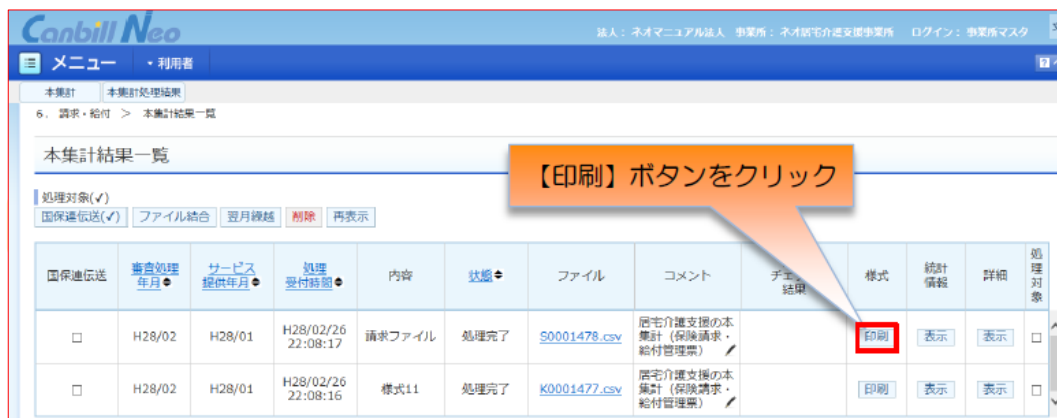 Canbill Neo
法人: ネオマニュアル法人 事業所: ネオ居宅介護支援事業所 ログイン: 事業所マスタ
メニュー ・利用者
本集計 本集計処理結果
6. 請求・給付 > 本集計結果一覧
本集計結果一覧
【印刷】ボタンをクリック
処理対象(✓)
国保連伝送(✓) ファイル結合 翌月繰越 削除 再表示
国保連伝送 審査処理年月 サービス提供年月 処理受付時間 内容 状態 ファイル コメント 結果 様式 統計情報 詳細 処理対象
H28/02 H28/01 H28/02/26 22:08:17 請求ファイル 処理完了 S0001478.csv 居宅介護支援の本集計(保険請求・給付管理票) 印刷 表示 表示
H28/02 H28/01 H28/02/26 22:08:16 様式11 処理完了 K0001477.csv 居宅介護支援の本集計(保険請求・給付管理票) 印刷 表示 表示